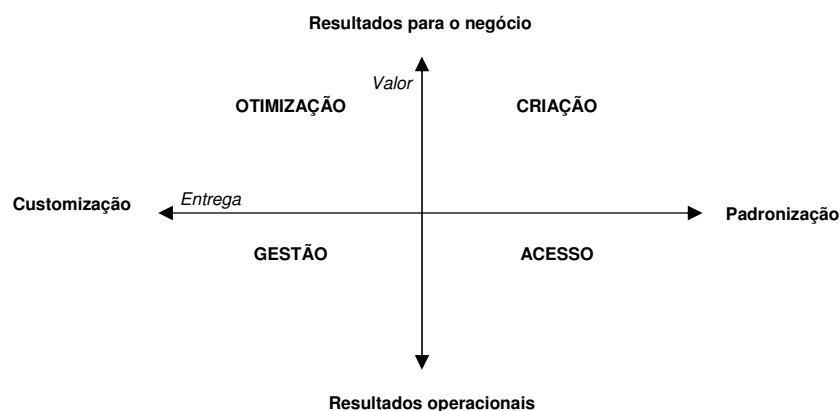 Resultados para o negócio
Valor
OTIMIZAÇÃO
CRIAÇÃO
Customização
Entrega
Padronização
GESTÃO
ACESSO
Resultados operacionais